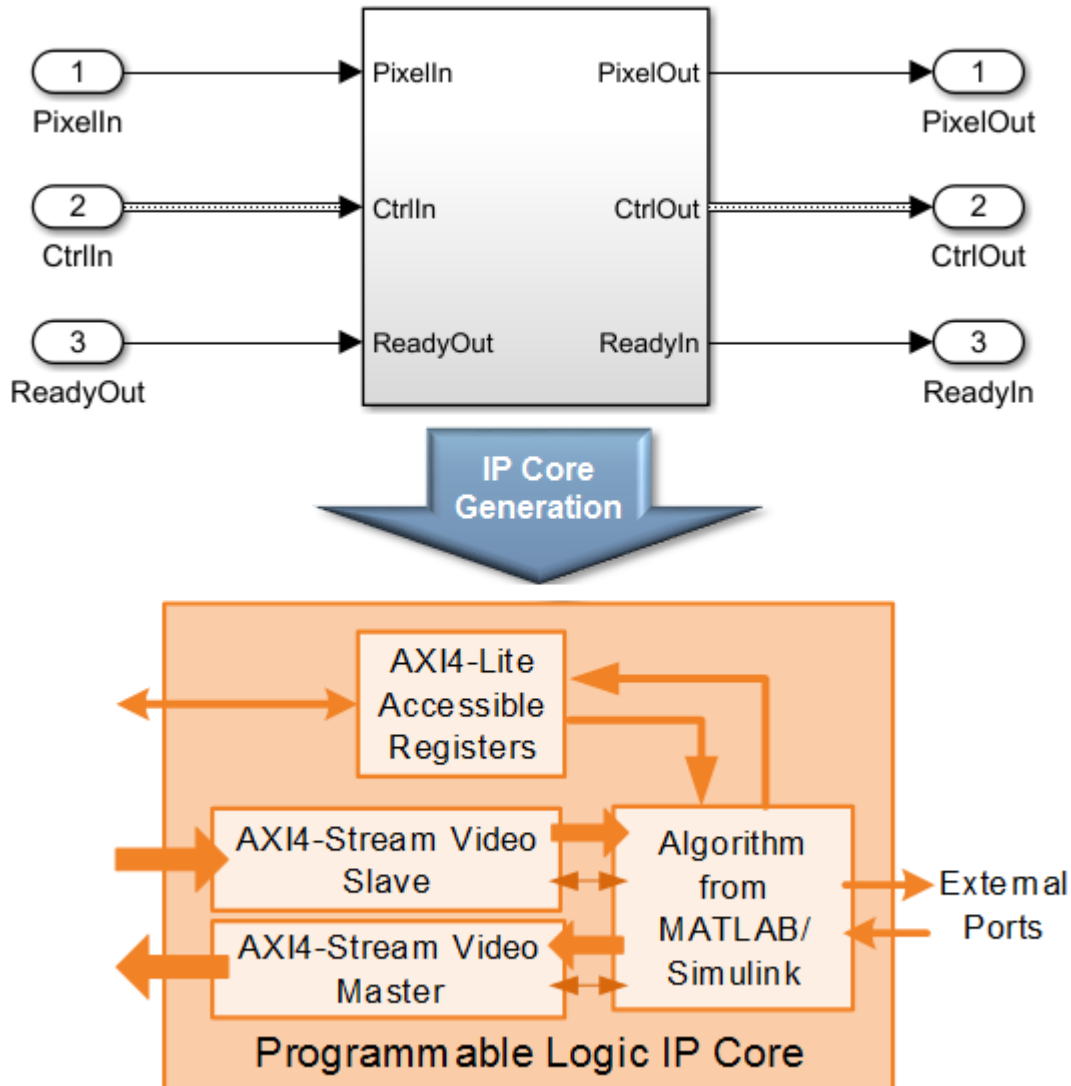 1
PixelIn
PixelIn
PixelOut
1
PixelOut
2
CtrlIn
CtrlIn
CtrlOut
2
CtrlOut
3
ReadyOut
ReadyOut
ReadyIn
3
ReadyIn
IP Core
Generation
AXI4-Lite
Accessible
Registers
AXI4-Stream Video
Slave
AXI4-Stream Video
Master
Algorithm
from
MATLAB/
Simulink
External
Ports
Programmable Logic IP Core